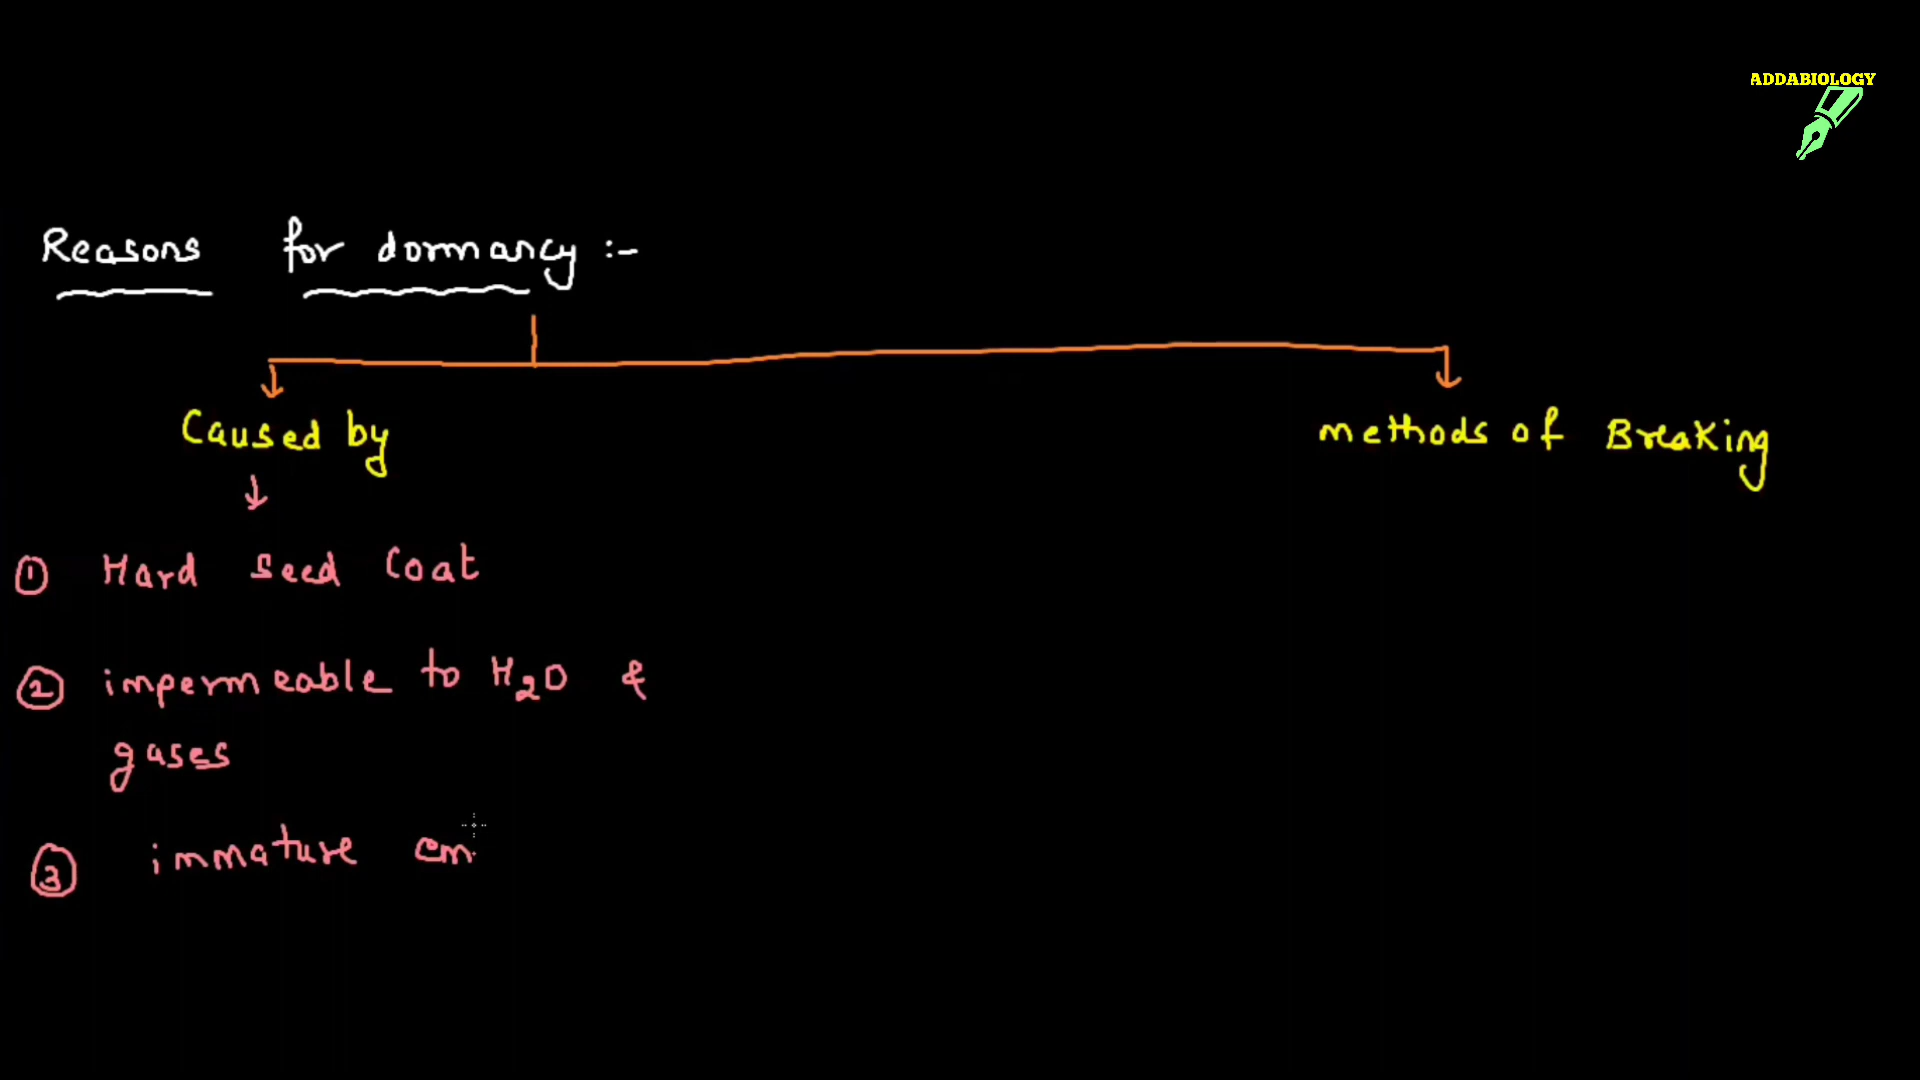 ADDABIOLOGY
Reasons for dormancy :-
Caused by
methods of Breaking
① Hard Seed Coat
② impermeable to H₂O &
gases
③ immature em